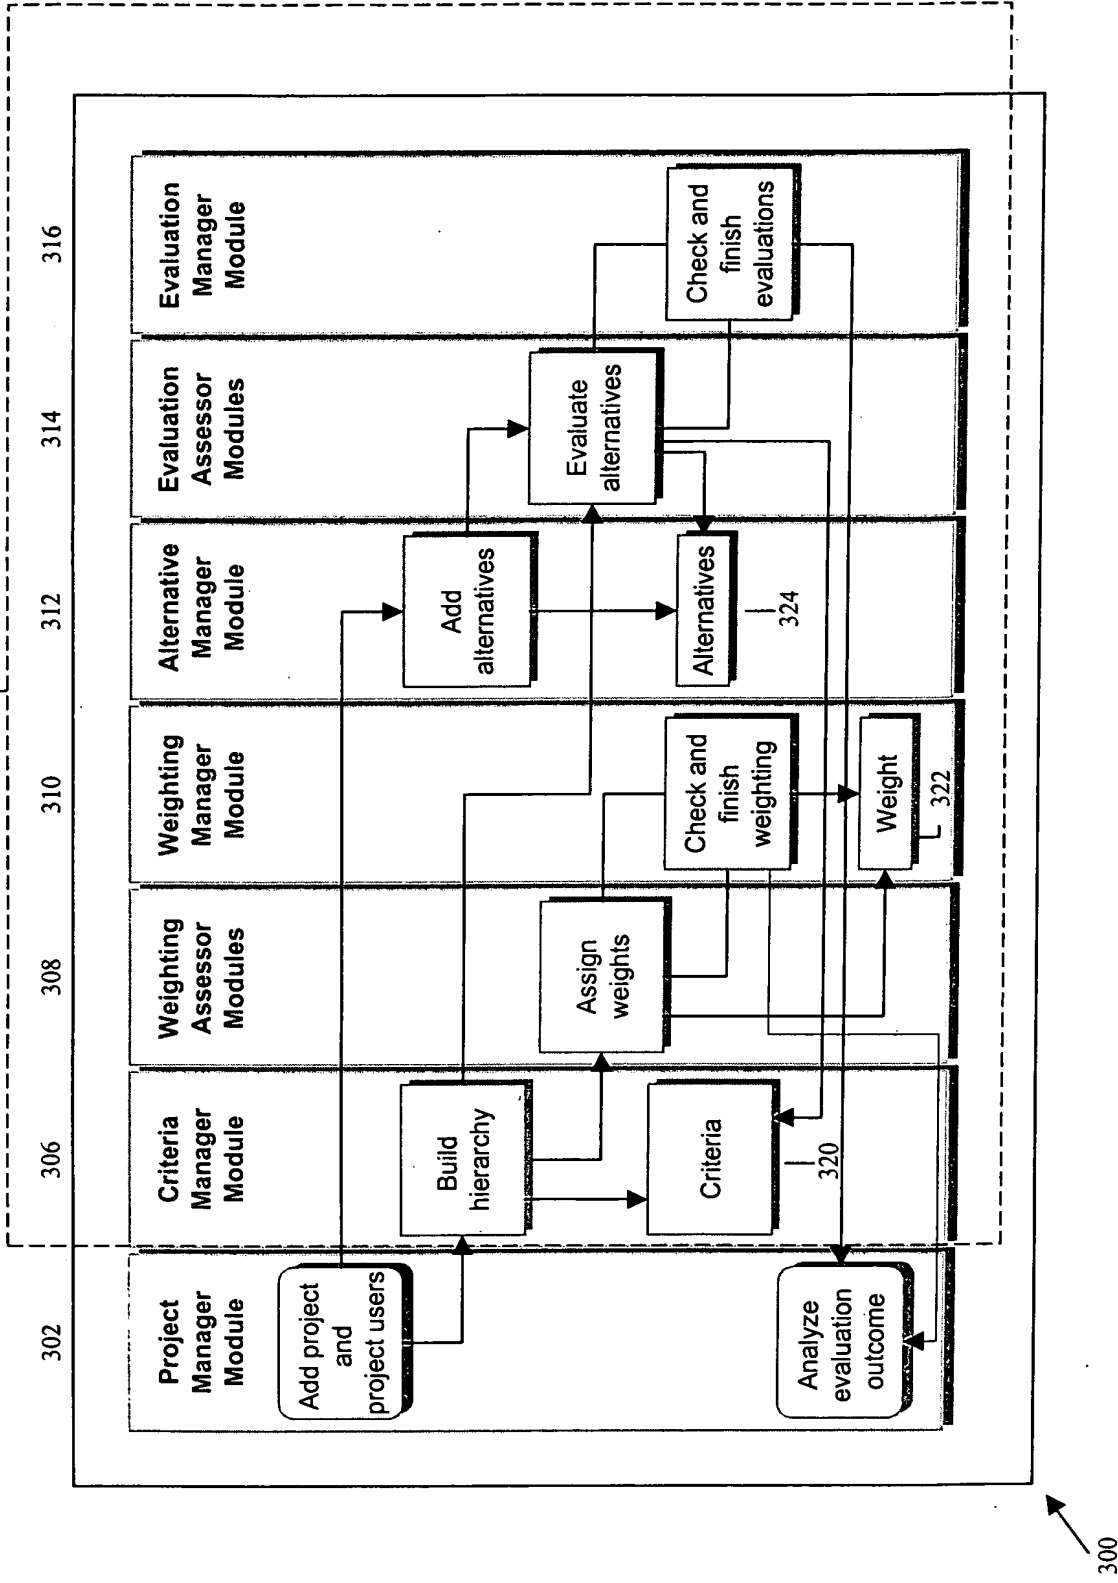 302
306
308
310
312
314
316
Project
Manager
Module
Criteria
Manager
Module
Weighting
Assessor
Modules
Weighting
Manager
Module
Alternative
Manager
Module
Evaluation
Assessor
Modules
Evaluation
Manager
Module
Add project
and
project users
Build
hierarchy
Add
alternatives
Assign
weights
Evaluate
alternatives
Criteria
320
Check and
finish
weighting
Alternatives
324
Check and
finish
evaluations
Analyze
evaluation
outcome
Weight
322
300